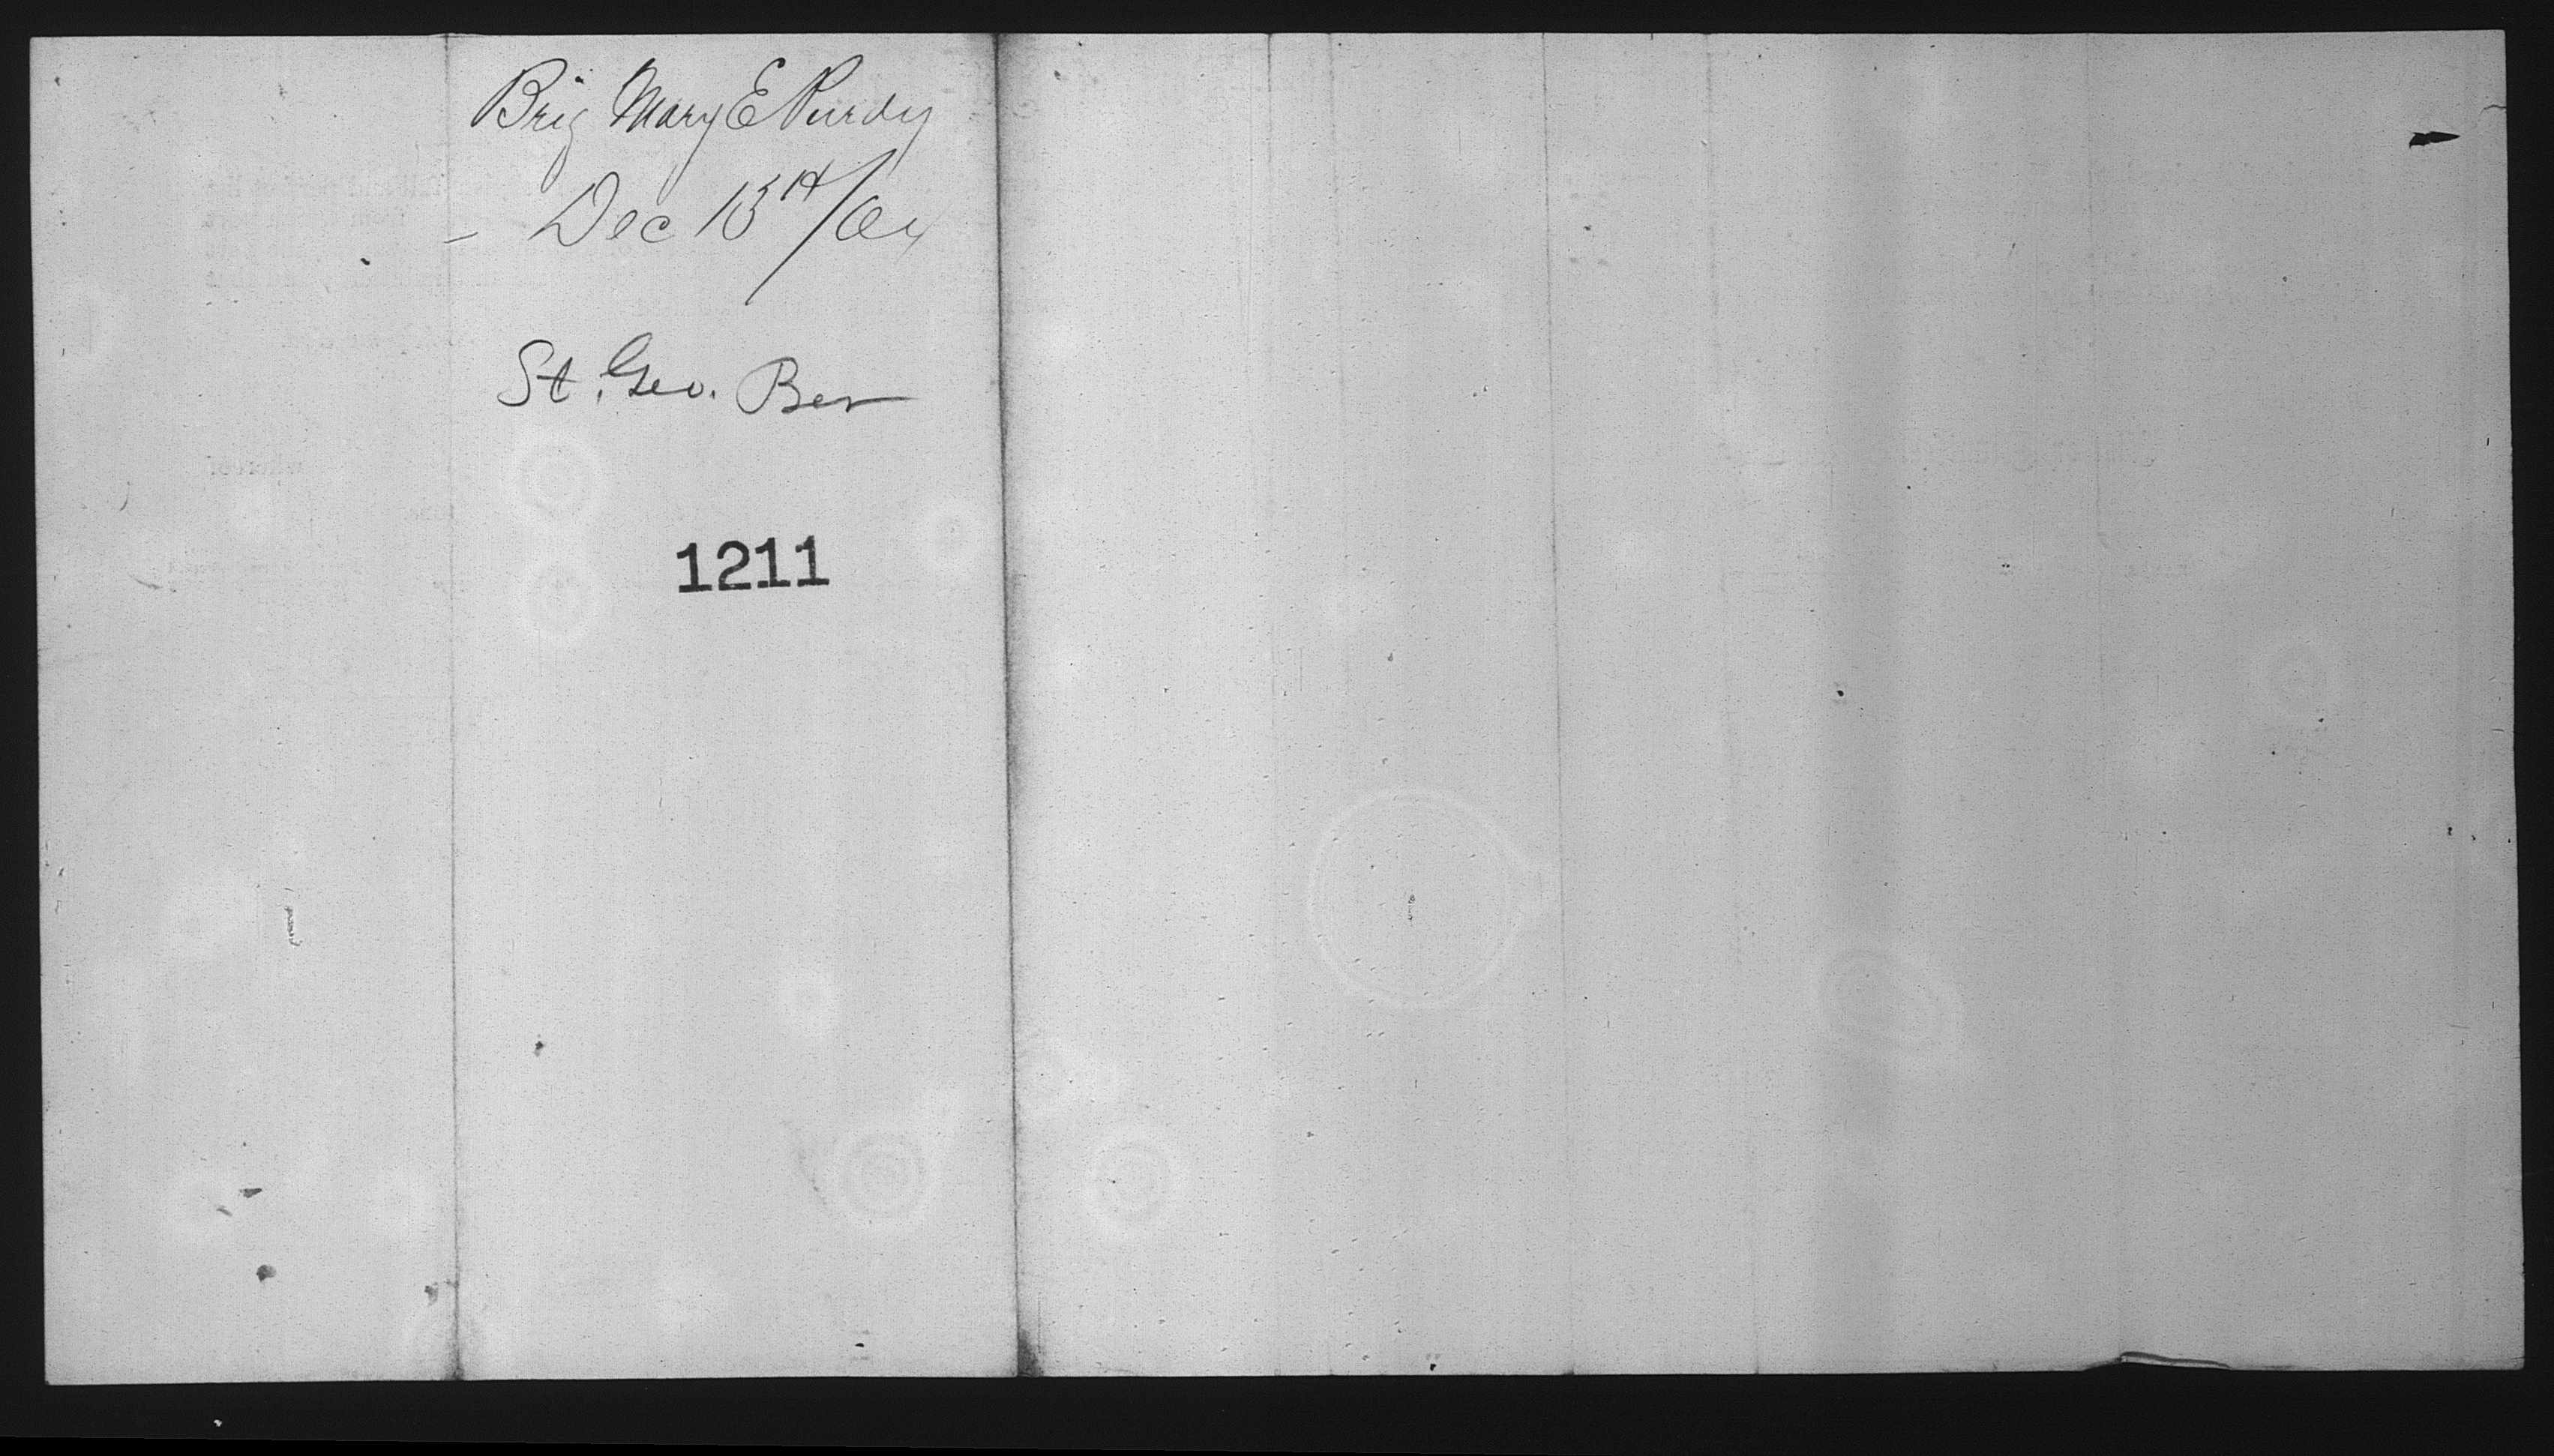 Brig Mary E Purdy
Dec 15th/64
St. Geo. Ber
1211